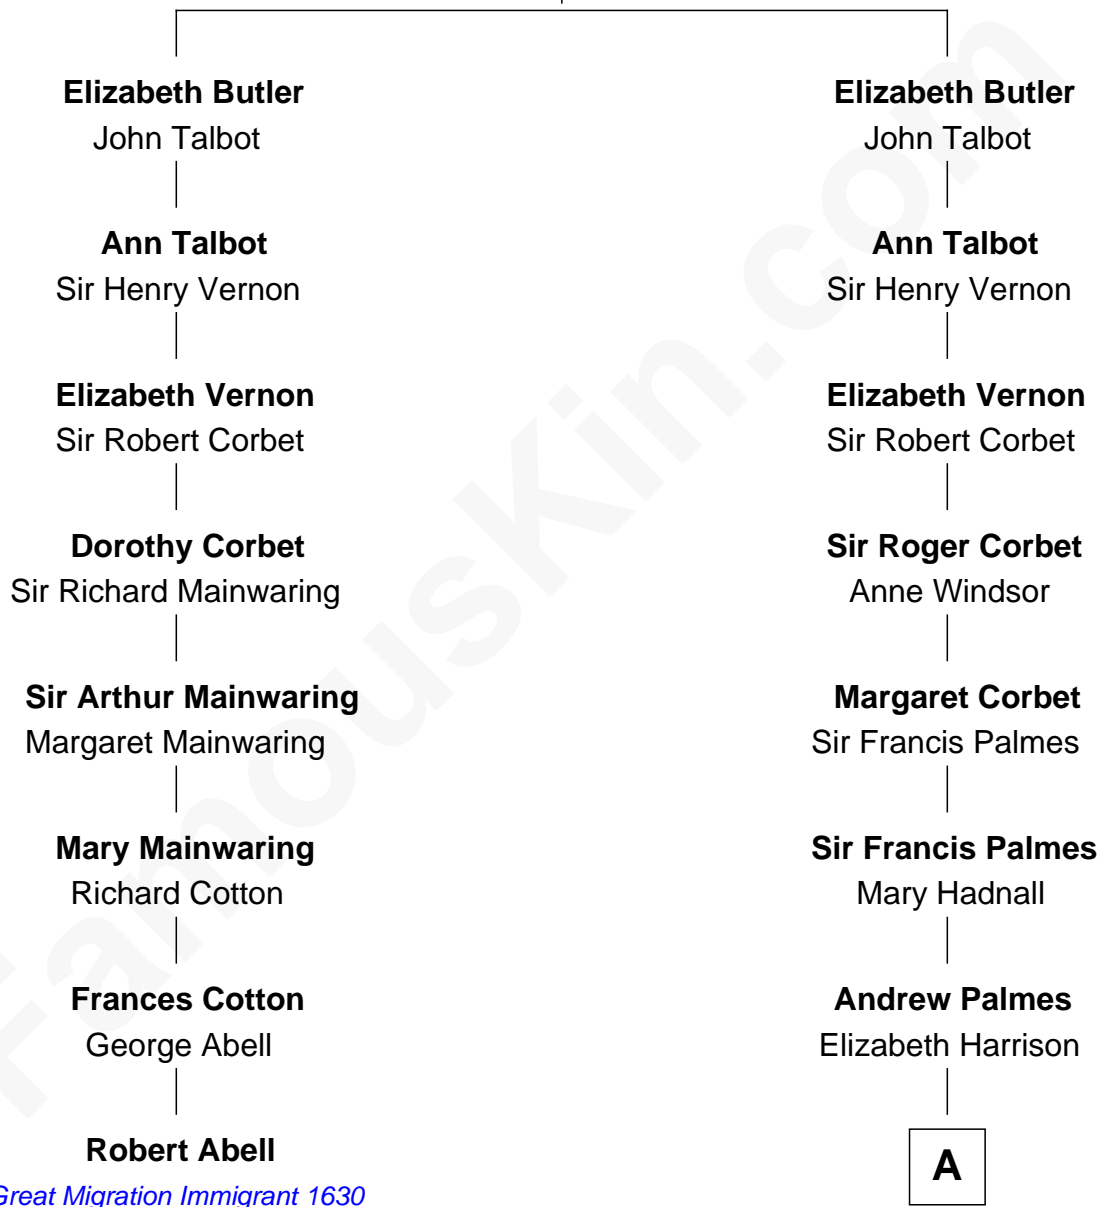 Elizabeth Butler
John Talbot
Ann Talbot
Sir Henry Vernon
Elizabeth Vernon
Sir Robert Corbet
Dorothy Corbet
Sir Richard Mainwaring
Sir Arthur Mainwaring
Margaret Mainwaring
Mary Mainwaring
Richard Cotton
Frances Cotton
George Abell
Robert Abell
Great Migration Immigrant 1630
Elizabeth Butler
John Talbot
Ann Talbot
Sir Henry Vernon
Elizabeth Vernon
Sir Robert Corbet
Sir Roger Corbet
Anne Windsor
Margaret Corbet
Sir Francis Palmes
Sir Francis Palmes
Mary Hadnall
Andrew Palmes
Elizabeth Harrison
A
FamousKin.com